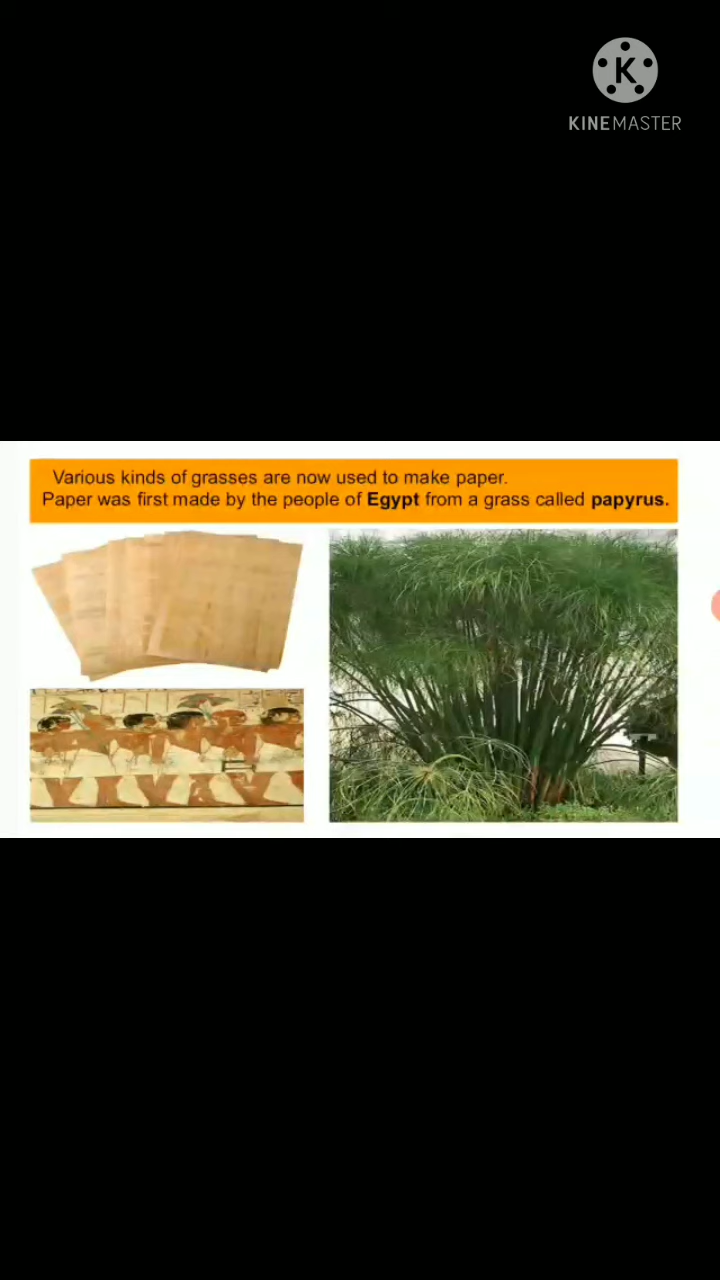 KINEMASTER
Various kinds of grasses are now used to make paper.
Paper was first made by the people of Egypt from a grass called papyrus.